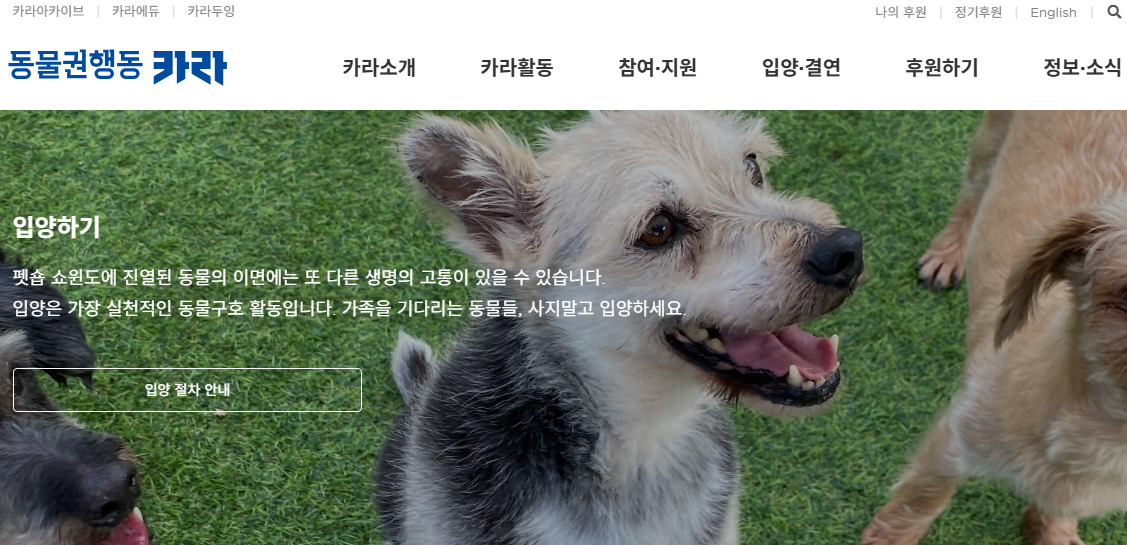 카라아카이브 | 카라에듀 | 카라두잉
나의 후원 | 정기후원 | English |
동물권행동 카라
카라소개 카라활동 참여·지원 입양·결연 후원하기 정보·소식
입양하기
펫숍 쇼윈도에 진열된 동물의 이면에는 또 다른 생명의 고통이 있을 수 있습니다.
입양은 가장 실천적인 동물구호 활동입니다. 가족을 기다리는 동물들, 사지말고 입양하세요.
입양 절차 안내